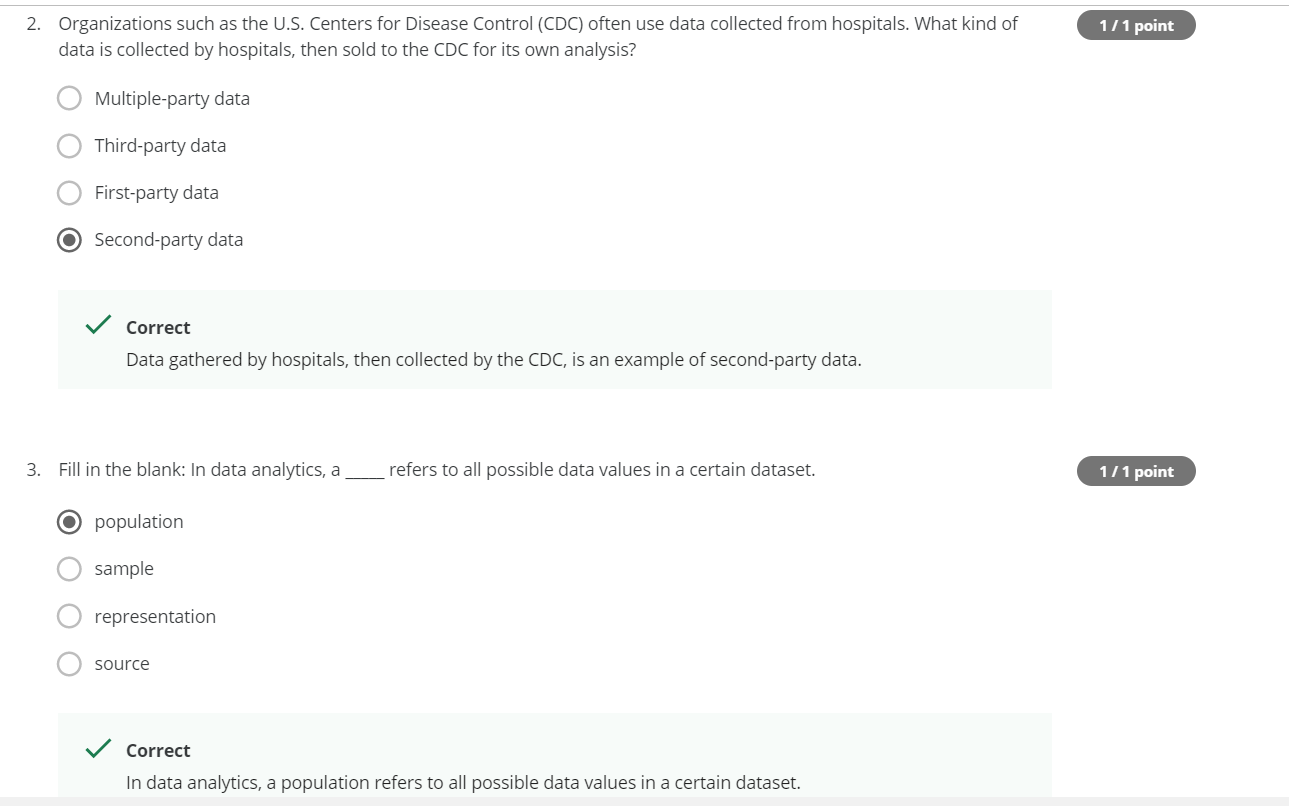 2. Organizations such as the U.S. Centers for Disease Control (CDC) often use data collected from hospitals. What kind of
1 / 1 point
data is collected by hospitals, then sold to the CDC for its own analysis?
Multiple-party data
Third-party data
First-party data
Second-party data
Correct
Data gathered by hospitals, then collected by the CDC, is an example of second-party data.
3. Fill in the blank: In data analytics, a _____ refers to all possible data values in a certain dataset.
1 / 1 point
population
sample
representation
source
Correct
In data analytics, a population refers to all possible data values in a certain dataset.